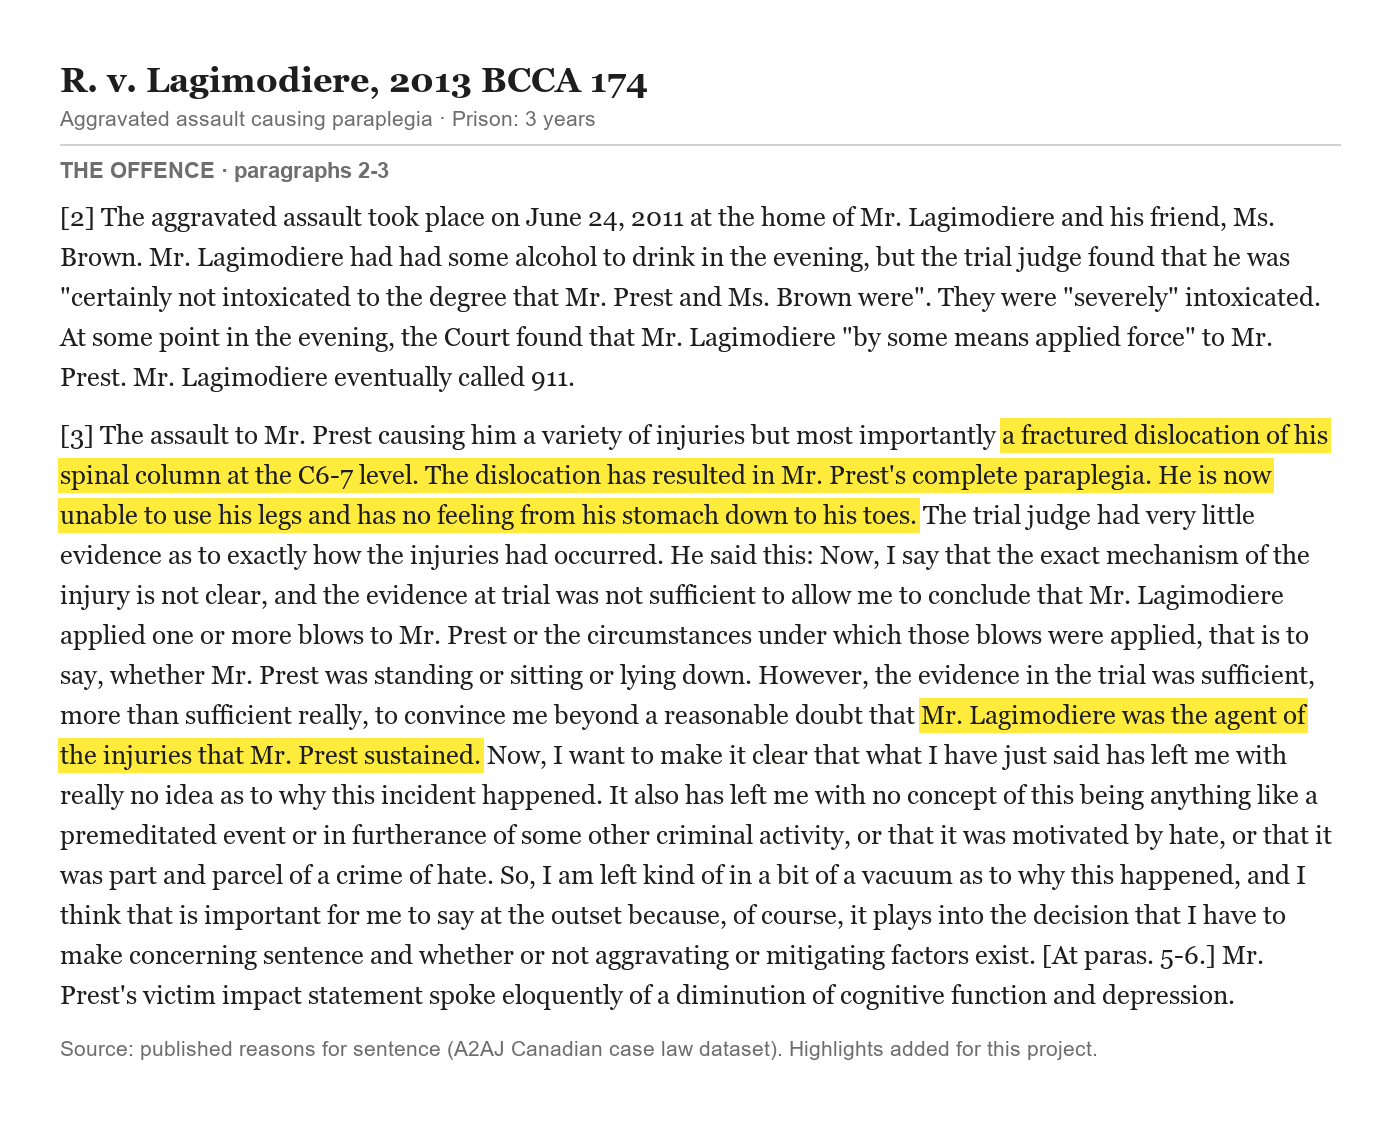 R. v. Lagimodiere, 2013 BCCA 174
Aggravated assault causing paraplegia · Prison: 3 years
THE OFFENCE · paragraphs 2-3
[2] The aggravated assault took place on June 24, 2011 at the home of Mr. Lagimodiere and his friend, Ms.
Brown. Mr. Lagimodiere had had some alcohol to drink in the evening, but the trial judge found that he was
"certainly not intoxicated to the degree that Mr. Prest and Ms. Brown were". They were "severely" intoxicated.
At some point in the evening, the Court found that Mr. Lagimodiere "by some means applied force" to Mr.
Prest. Mr. Lagimodiere eventually called 911.
[3] The assault to Mr. Prest causing him a variety of injuries but most importantly a fractured dislocation of his
spinal column at the C6-7 level. The dislocation has resulted in Mr. Prest's complete paraplegia. He is now
unable to use his legs and has no feeling from his stomach down to his toes. The trial judge had very little
evidence as to exactly how the injuries had occurred. He said this: Now, I say that the exact mechanism of the
injury is not clear, and the evidence at trial was not sufficient to allow me to conclude that Mr. Lagimodiere
applied one or more blows to Mr. Prest or the circumstances under which those blows were applied, that is to
say, whether Mr. Prest was standing or sitting or lying down. However, the evidence in the trial was sufficient,
more than sufficient really, to convince me beyond a reasonable doubt that Mr. Lagimodiere was the agent of
the injuries that Mr. Prest sustained. Now, I want to make it clear that what I have just said has left me with
really no idea as to why this incident happened. It also has left me with no concept of this being anything like a
premeditated event or in furtherance of some other criminal activity, or that it was motivated by hate, or that it
was part and parcel of a crime of hate. So, I am left kind of in a bit of a vacuum as to why this happened, and I
think that is important for me to say at the outset because, of course, it plays into the decision that I have to
make concerning sentence and whether or not aggravating or mitigating factors exist. [At paras. 5-6.] Mr.
Prest's victim impact statement spoke eloquently of a diminution of cognitive function and depression.
Source: published reasons for sentence (A2AJ Canadian case law dataset). Highlights added for this project.